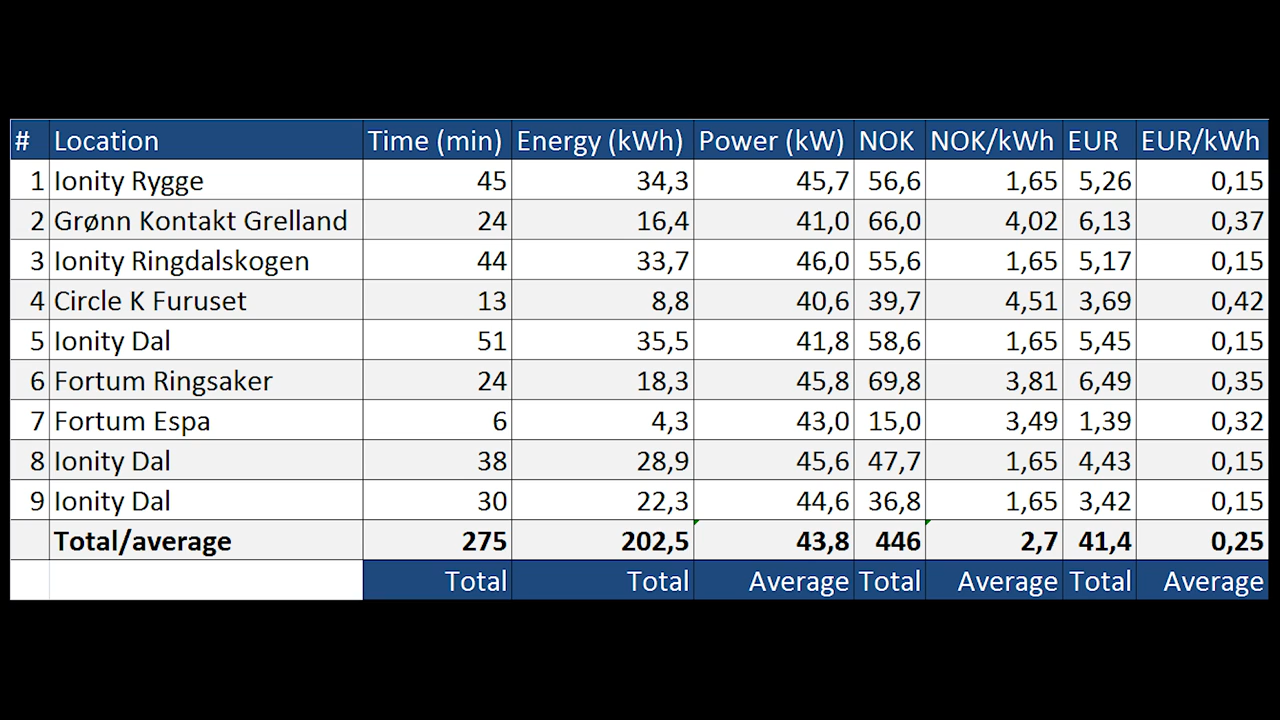 # Location Time (min) Energy (kWh) Power (kW) NOK NOK/kWh EUR EUR/kWh
1 Ionity Rygge 45 34,3 45,7 56,6 1,65 5,26 0,15
2 Grønn Kontakt Grelland 24 16,4 41,0 66,0 4,02 6,13 0,37
3 Ionity Ringdalskogen 44 33,7 46,0 55,6 1,65 5,17 0,15
4 Circle K Furuset 13 8,8 40,6 39,7 4,51 3,69 0,42
5 Ionity Dal 51 35,5 41,8 58,6 1,65 5,45 0,15
6 Fortum Ringsaker 24 18,3 45,8 69,8 3,81 6,49 0,35
7 Fortum Espa 6 4,3 43,0 15,0 3,49 1,39 0,32
8 Ionity Dal 38 28,9 45,6 47,7 1,65 4,43 0,15
9 Ionity Dal 30 22,3 44,6 36,8 1,65 3,42 0,15
Total/average 275 202,5 43,8 446 2,7 41,4 0,25
Total Total Average Total Average Total Average